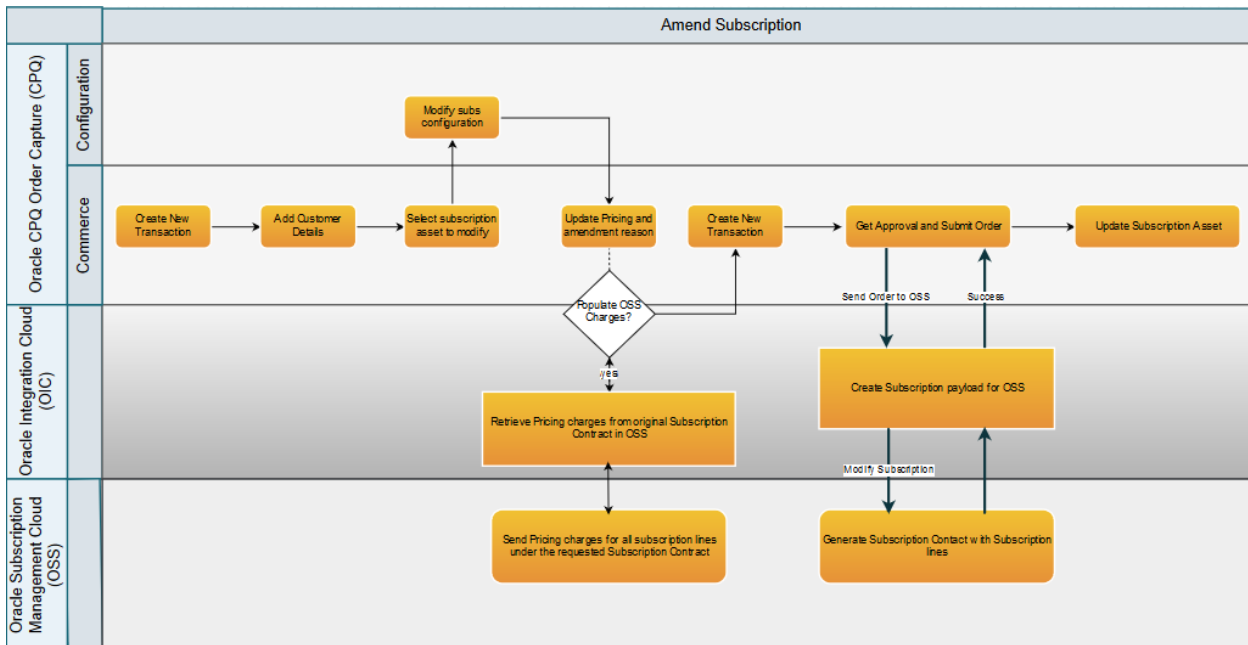 Amend Subscription
Oracle CPQ Order Capture (CPQ)
Configuration
Modify subs
configuration
Commerce
Create New
Transaction
Add Customer
Details
Select subscription
asset to modify
Update Pricing and
amendment reason
Create New
Transaction
Get Approval and Submit Order
Update Subscription Asset
Populate OSS
Charges?
Send Order to OSS
Success
Oracle Integration Cloud
(OIC)
yes
Retrieve Pricing charges from original Subscription
Contract in OSS
Create Subscription payload for OSS
Modify Subscription
Oracle Subscription
Management Cloud
(OSS)
Send Pricing charges for all subscription lines
under the requested Subscription Contract
Generate Subscription Contact with Subscription
lines